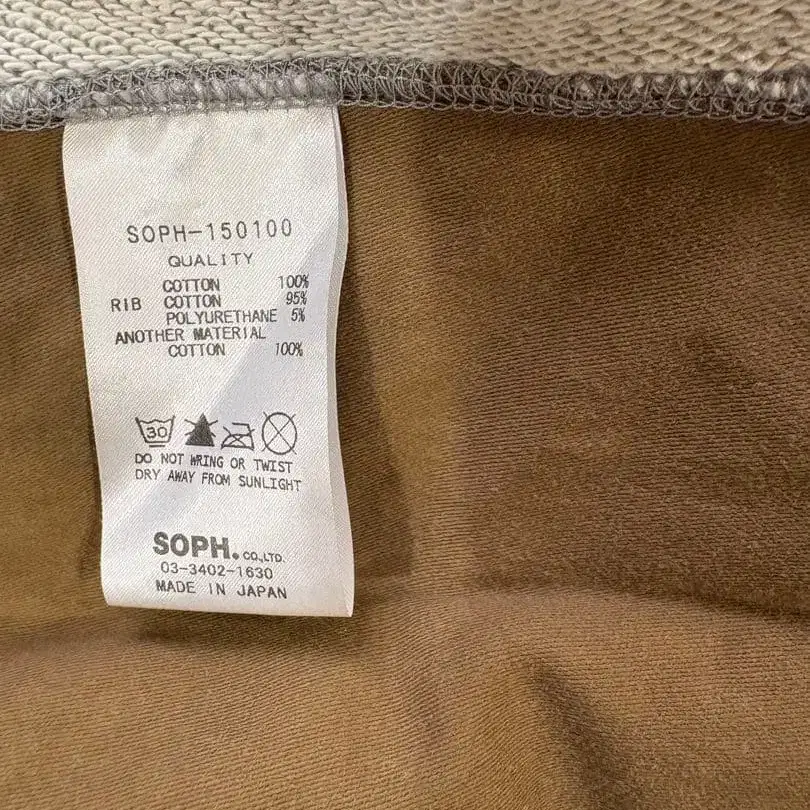 SOPH-150100
QUALITY
COTTON 100%
RIB COTTON 95%
POLYURETHANE 5%
ANOTHER MATERIAL
COTTON 100%
30
DO NOT WRING OR TWIST
DRY AWAY FROM SUNLIGHT
SOPH. CO.,LTD.
03-3402-1630
MADE IN JAPAN